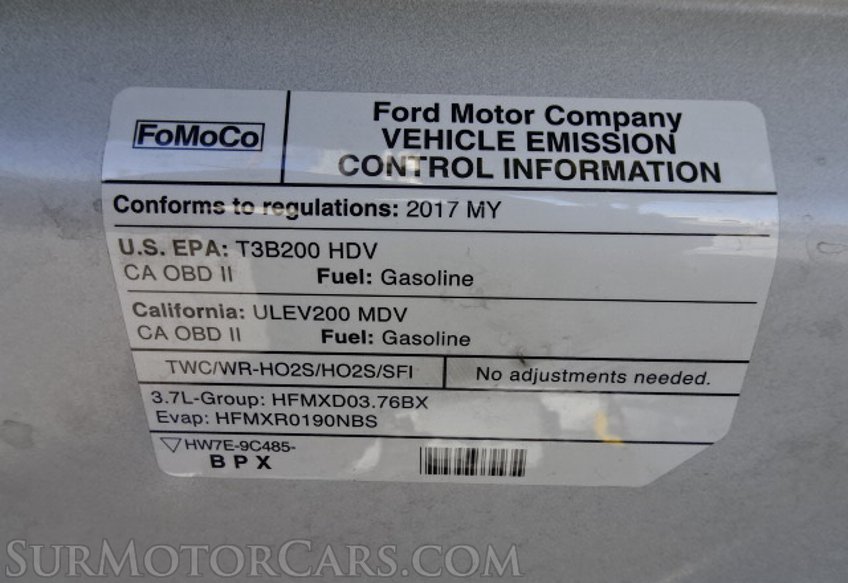 FoMoCo
Ford Motor Company
VEHICLE EMISSION
CONTROL INFORMATION
Conforms to regulations: 2017 MY
U.S. EPA: T3B200 HDV
CA OBD II Fuel: Gasoline
California: ULEV200 MDV
CA OBD II Fuel: Gasoline
TWC/WR-HO2S/HO2S/SFI No adjustments needed.
3.7L-Group: HFMXD03.76BX
Evap: HFMXR0190NBS
HW7E-9C485-
BPX
SURMOTORCARS.COM